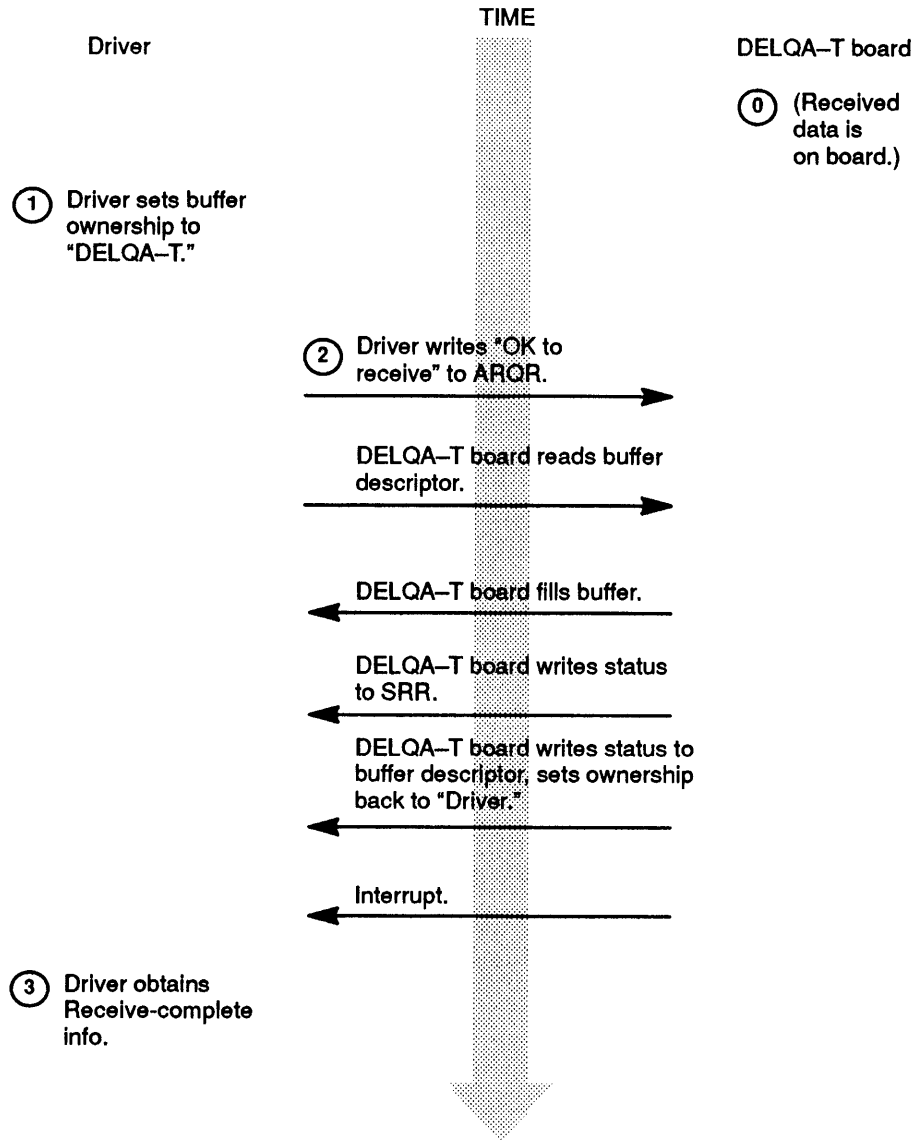 TIME
Driver
DELQA–T board
0 (Received
data is
on board.)
1 Driver sets buffer
ownership to
“DELQA–T.”
2 Driver writes “OK to
receive” to ARQR.
DELQA–T board reads buffer
descriptor.
DELQA–T board fills buffer.
DELQA–T board writes status
to SRR.
DELQA–T board writes status to
buffer descriptor, sets ownership
back to “Driver.”
Interrupt.
3 Driver obtains
Receive-complete
info.